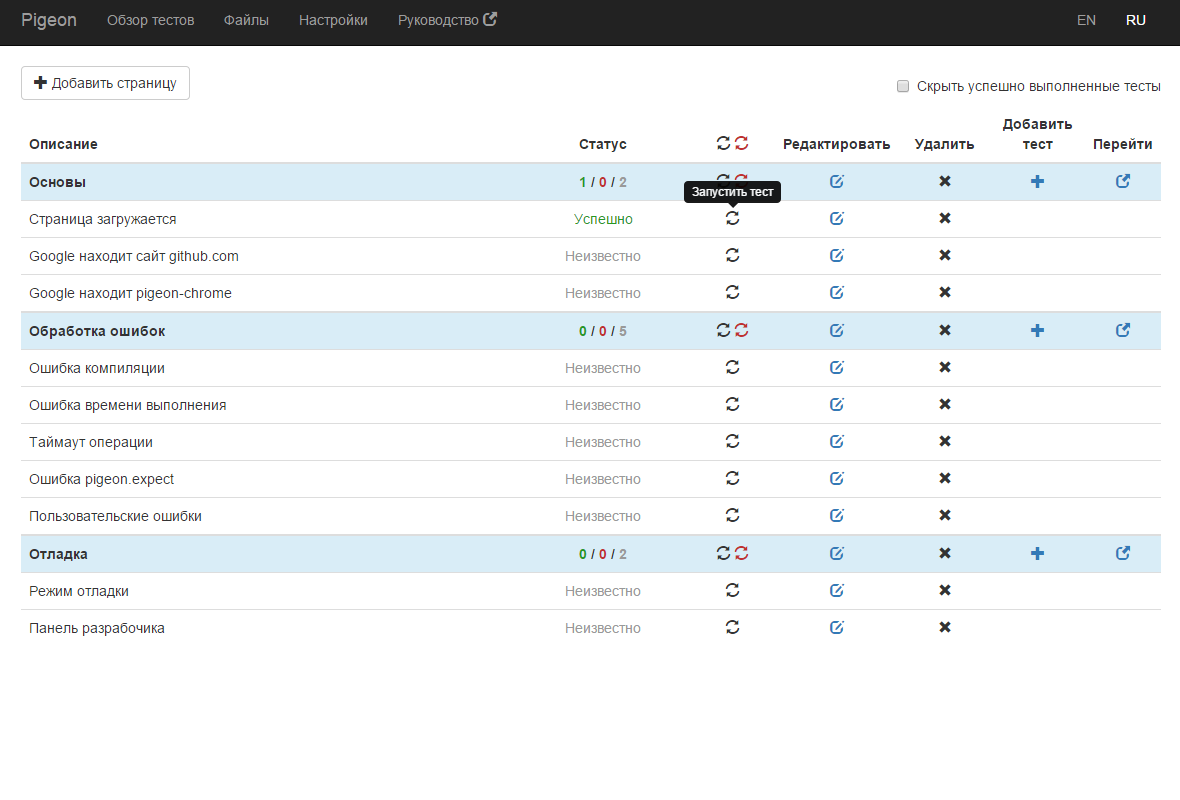 Pigeon Обзор тестов Файлы Настройки Руководство EN RU
Добавить страницу Скрыть успешно выполненные тесты
Описание Статус Редактировать Удалить Добавить тест Перейти
Основы 1 / 0 / 2
Запустить тест
Страница загружается Успешно
Google находит сайт github.com Неизвестно
Google находит pigeon-chrome Неизвестно
Обработка ошибок 0 / 0 / 5
Ошибка компиляции Неизвестно
Ошибка времени выполнения Неизвестно
Таймаут операции Неизвестно
Ошибка pigeon.expect Неизвестно
Пользовательские ошибки Неизвестно
Отладка 0 / 0 / 2
Режим отладки Неизвестно
Панель разрабочика Неизвестно